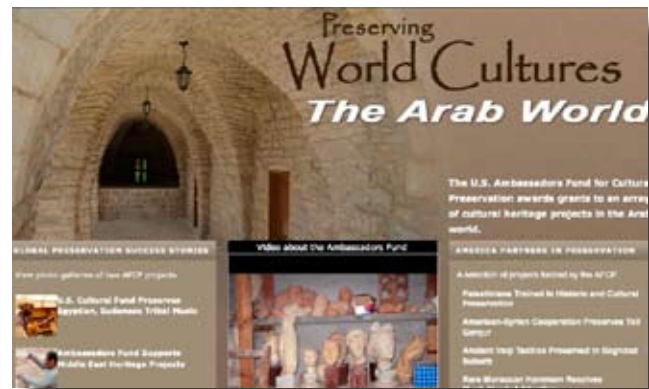 Preserving
World Cultures
The Arab World
The U.S. Ambassadors Fund for Cultural
Preservation awards grants to an array
of cultural heritage projects in the Arab
world.
GLOBAL PRESERVATION SUCCESS STORIES
View photo galleries of two AFCP projects
U.S. Cultural Fund Preserves
Egyptian, Sudanese Tribal Music
Ambassadors Fund Supports
Middle East Heritage Projects
Video about the Ambassadors Fund
AMERICA PARTNERS IN PRESERVATION
A selection of projects funded by the AFCP
Palestinians Trained in Historic and Cultural
Preservation
American-Syrian Cooperation Preserves Tell
Ancient Iraqi Textiles Preserved in Baghdad
Rare Moroccan Hammam Receives